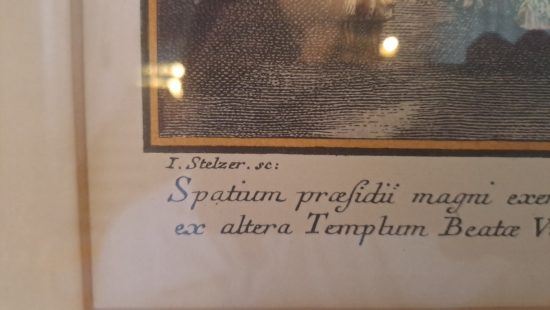 I. Stelzer. sc:
Spatium præſidii magni
ex altera Templum Beatæ